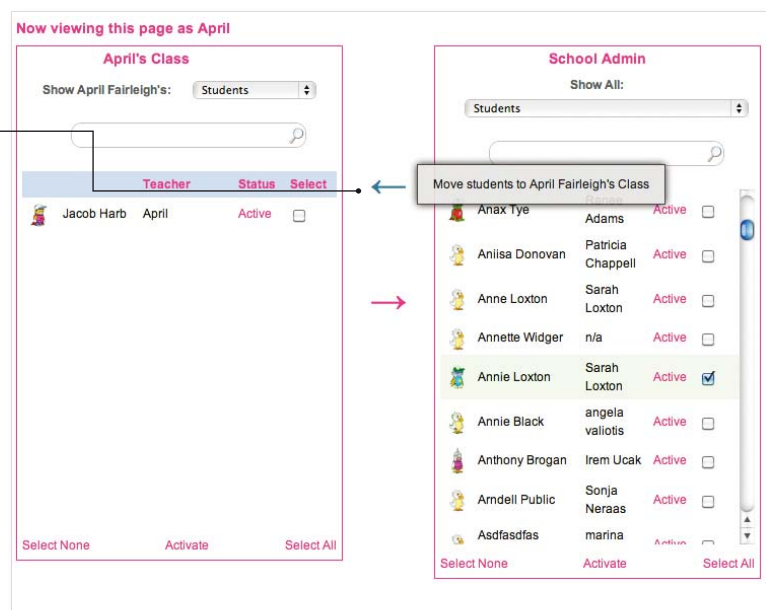 Now viewing this page as April
April's Class
Show April Fairleigh's: Students
Teacher Status Select
Jacob Harb April Active
Select None Activate Select All
School Admin
Show All:
Students
Move students to April Fairleigh's Class
Anax Tye Ranae Adams Active
Aniisa Donovan Patricia Chappell Active
Anne Loxton Sarah Loxton Active
Annette Widger n/a Active
Annie Loxton Sarah Loxton Active
Annie Black angela valiotis Active
Anthony Brogan Irem Ucak Active
Arndell Public Sonja Neraas Active
Asdfasdfas marina Active
Select None Activate Select All